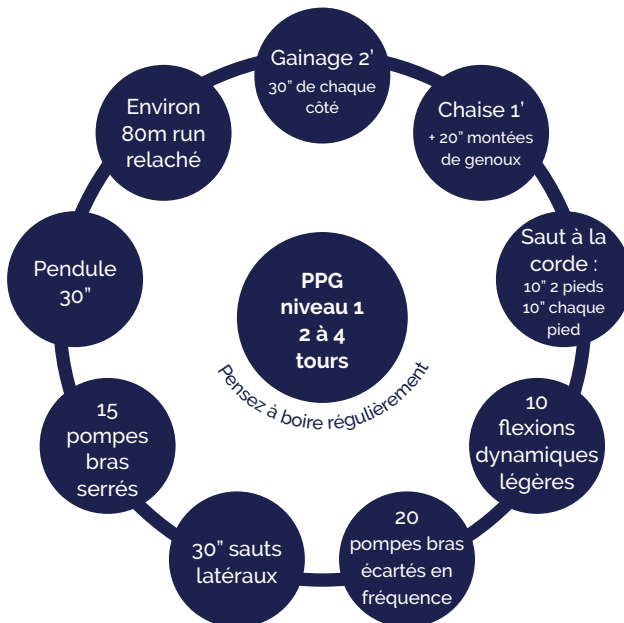 Gainage 2’
30” de chaque
côté
Chaise 1’
+ 20” montées
de genoux
Saut à la
corde :
10” 2 pieds
10” chaque
pied
10
flexions
dynamiques
légères
20
pompes bras
écartés en
fréquence
30” sauts
latéraux
15
pompes
bras
serrés
Pendule
30”
Environ
80m run
relaché
PPG
niveau 1
2 à 4
tours
Pensez à boire régulièrement